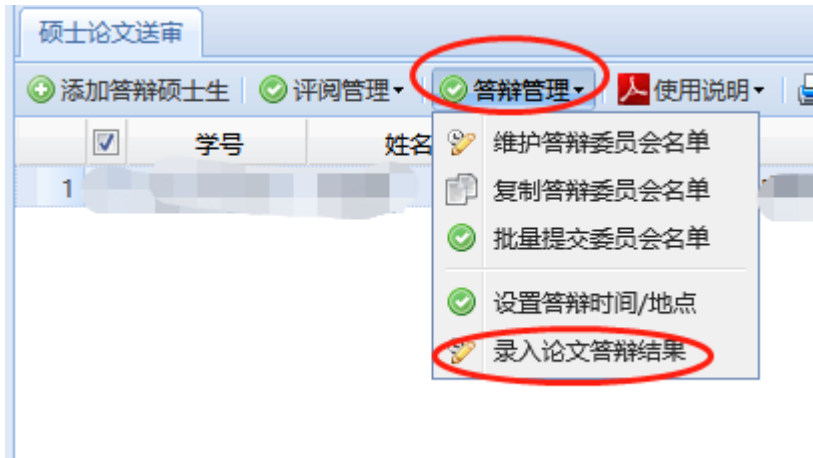 硕士论文送审
添加答辩硕士生 评阅管理 答辩管理 使用说明
学号 姓名
1
维护答辩委员会名单
复制答辩委员会名单
批量提交委员会名单
设置答辩时间/地点
录入论文答辩结果